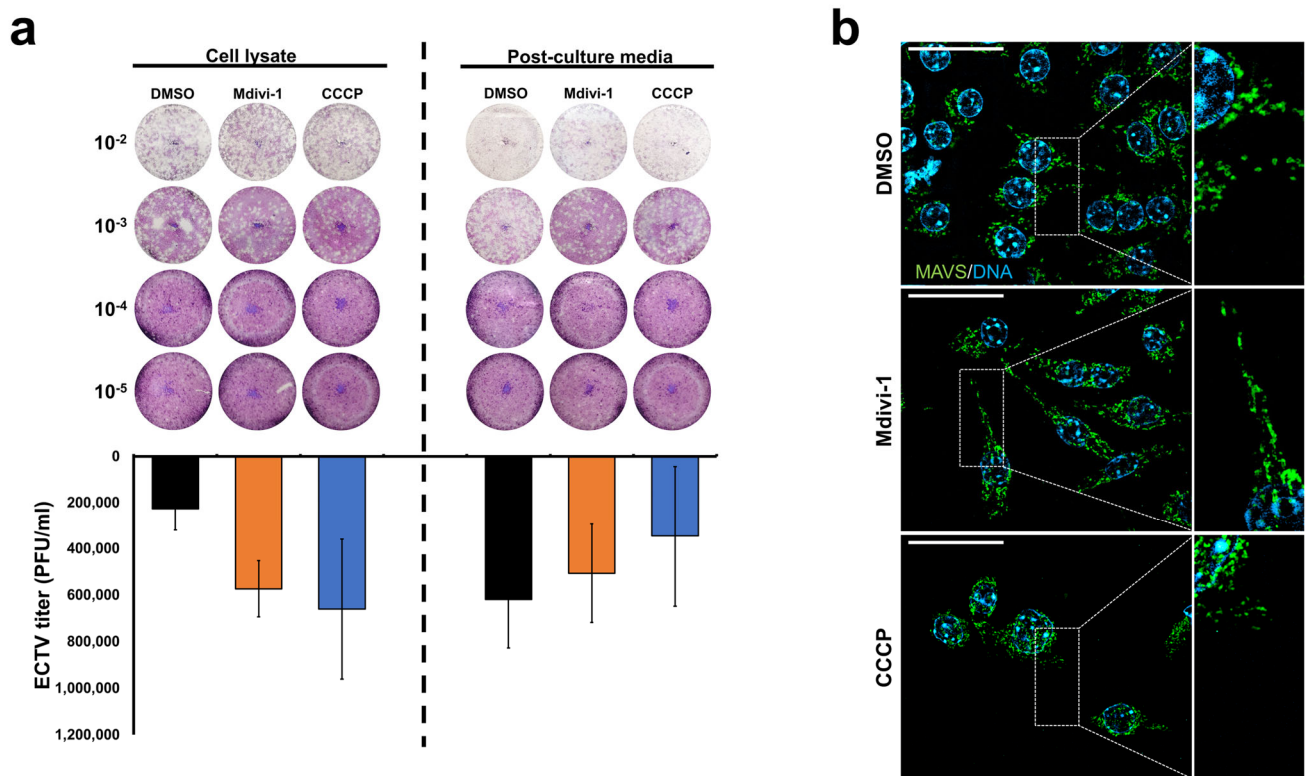 a
Cell lysate
Post-culture media
DMSO Mdivi-1 CCCP
DMSO Mdivi-1 CCCP
10-2
10-3
10-4
10-5
0
200,000
400,000
600,000
800,000
1,000,000
1,200,000
ECTV titer (PFU/ml)
b
DMSO
MAVS/DNA
Mdivi-1
CCCP